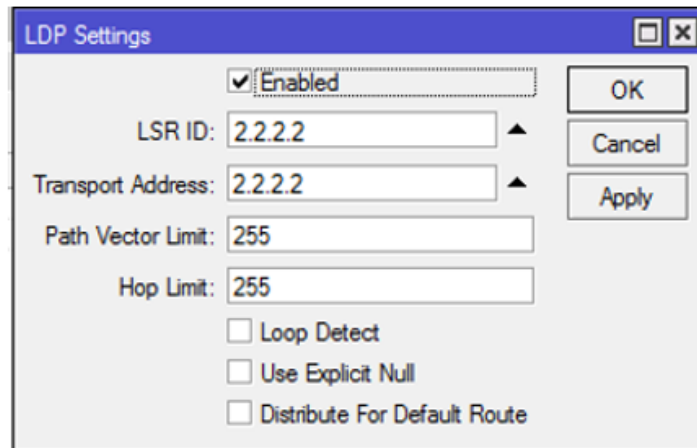 LDP Settings
Enabled
OK
LSR ID: 2.2.2.2
Cancel
Transport Address: 2.2.2.2
Apply
Path Vector Limit: 255
Hop Limit: 255
Loop Detect
Use Explicit Null
Distribute For Default Route